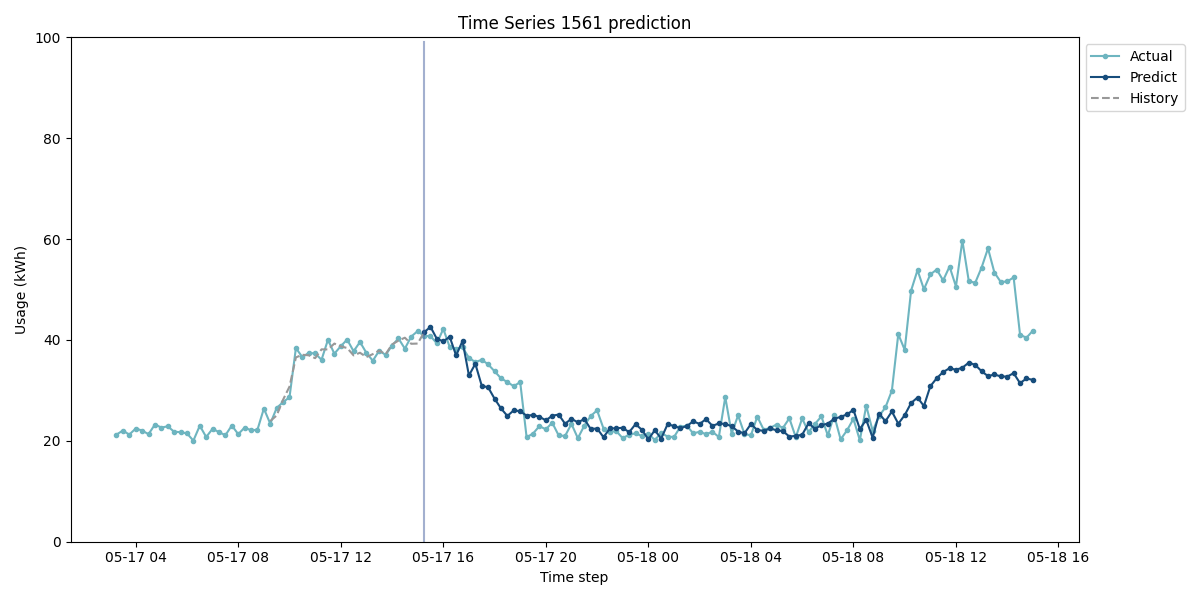 Time Series 1561 prediction
100
80
60
40
20
0
Usage (kWh)
05-17 04
05-17 08
05-17 12
05-17 16
05-17 20
05-18 00
05-18 04
05-18 08
05-18 12
05-18 16
Time step
Actual
Predict
History